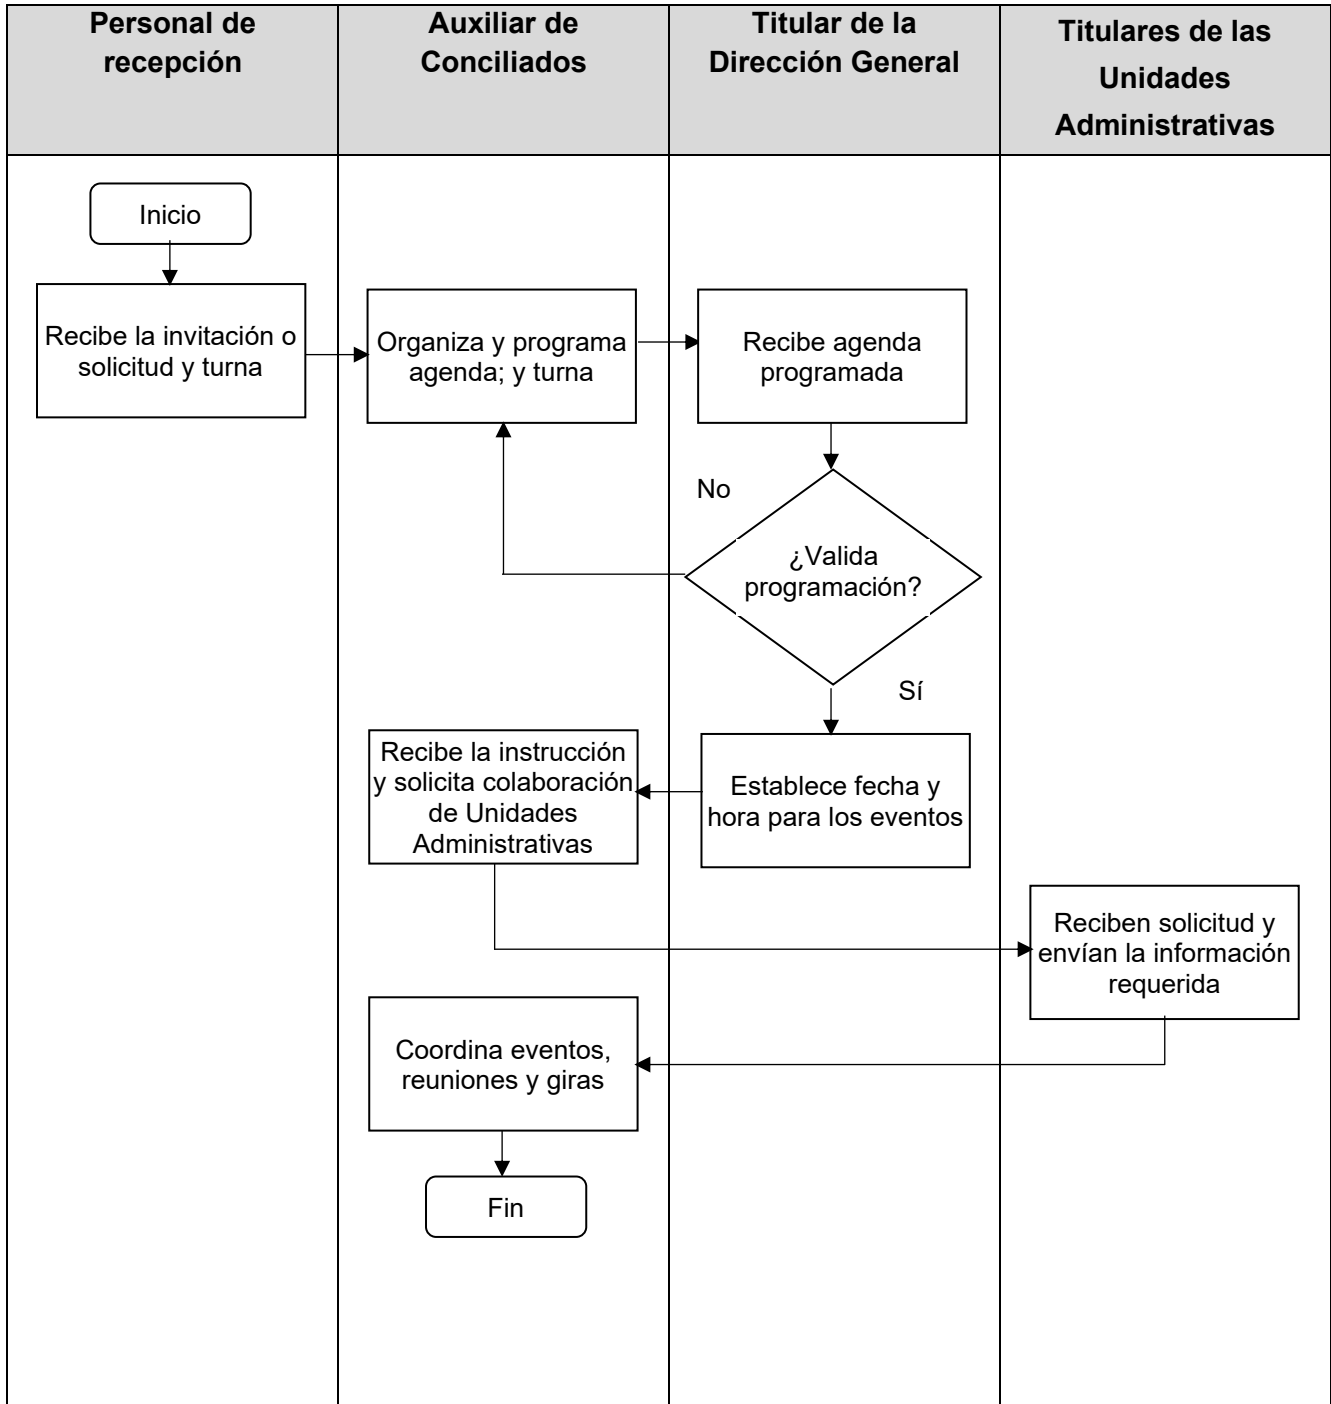 Personal de
recepción
Auxiliar de
Conciliados
Titular de la
Dirección General
Titulares de las
Unidades
Administrativas
Inicio
Recibe la invitación o
solicitud y turna
Organiza y programa
agenda; y turna
Recibe agenda
programada
No
¿Valida
programación?
Sí
Recibe la instrucción
y solicita colaboración
de Unidades
Administrativas
Establece fecha y
hora para los eventos
Reciben solicitud y
envían la información
requerida
Coordina eventos,
reuniones y giras
Fin